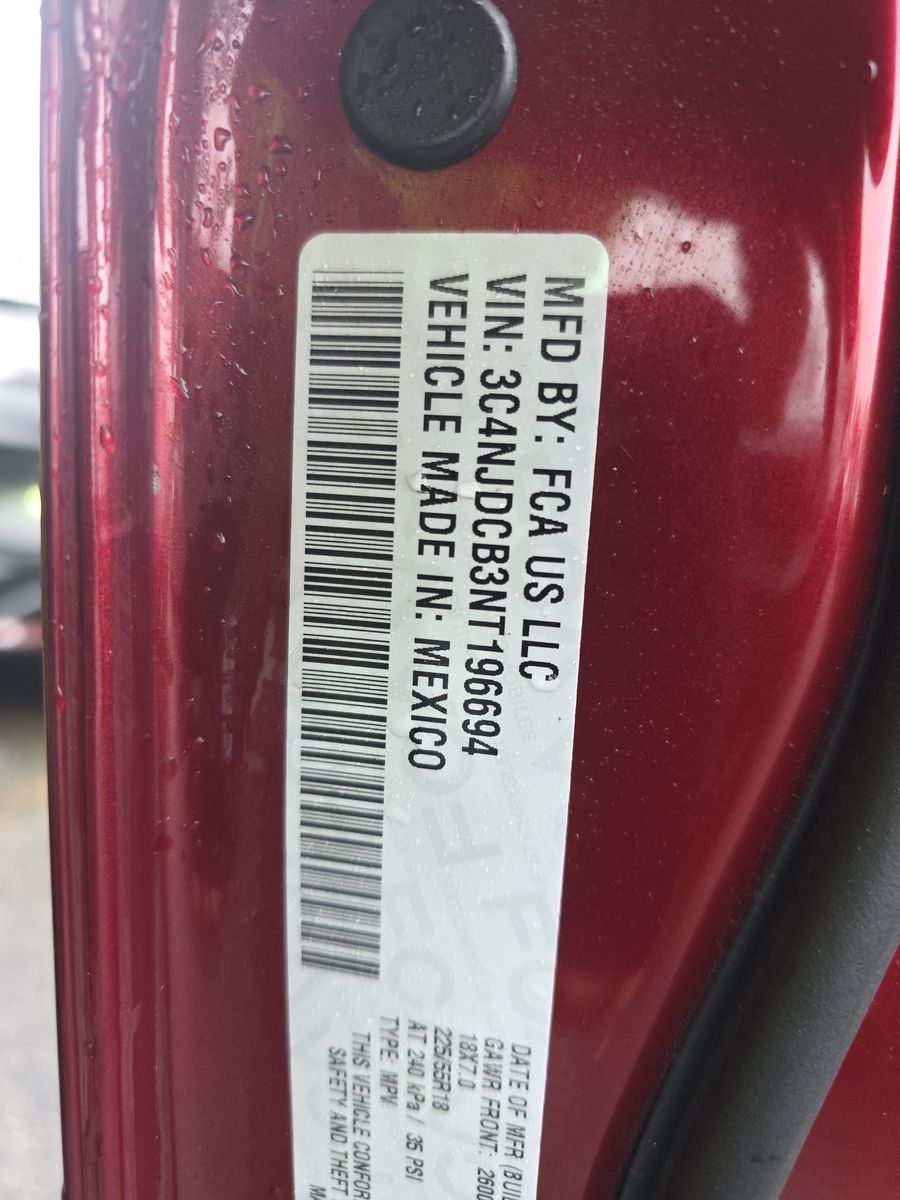 MFD BY: FCA US LLC
VIN: 3C4NJDCB3NT196694
VEHICLE MADE IN: MEXICO
DATE OF MFR
GAWR FRONT:
18X7.0
225/55R18
AT 240 kPa / 35 PSI
TYPE: MPV
THIS VEHICLE
SAFETY AND THEFT